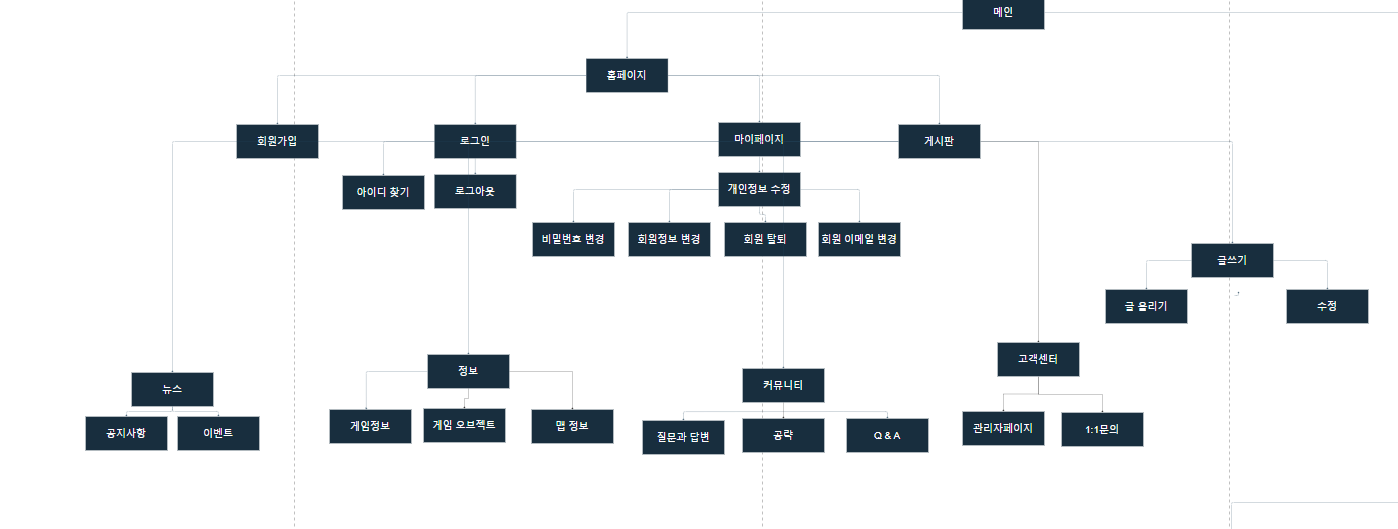 메인
홈페이지
회원가입
로그인
마이페이지
게시판
아이디 찾기
로그아웃
개인정보 수정
비밀번호 변경
회원정보 변경
회원 탈퇴
회원 이메일 변경
글쓰기
글 올리기
수정
뉴스
정보
커뮤니티
고객센터
공지사항
이벤트
게임정보
게임 오브젝트
맵 정보
질문과 답변
공략
Q & A
관리자페이지
1:1문의